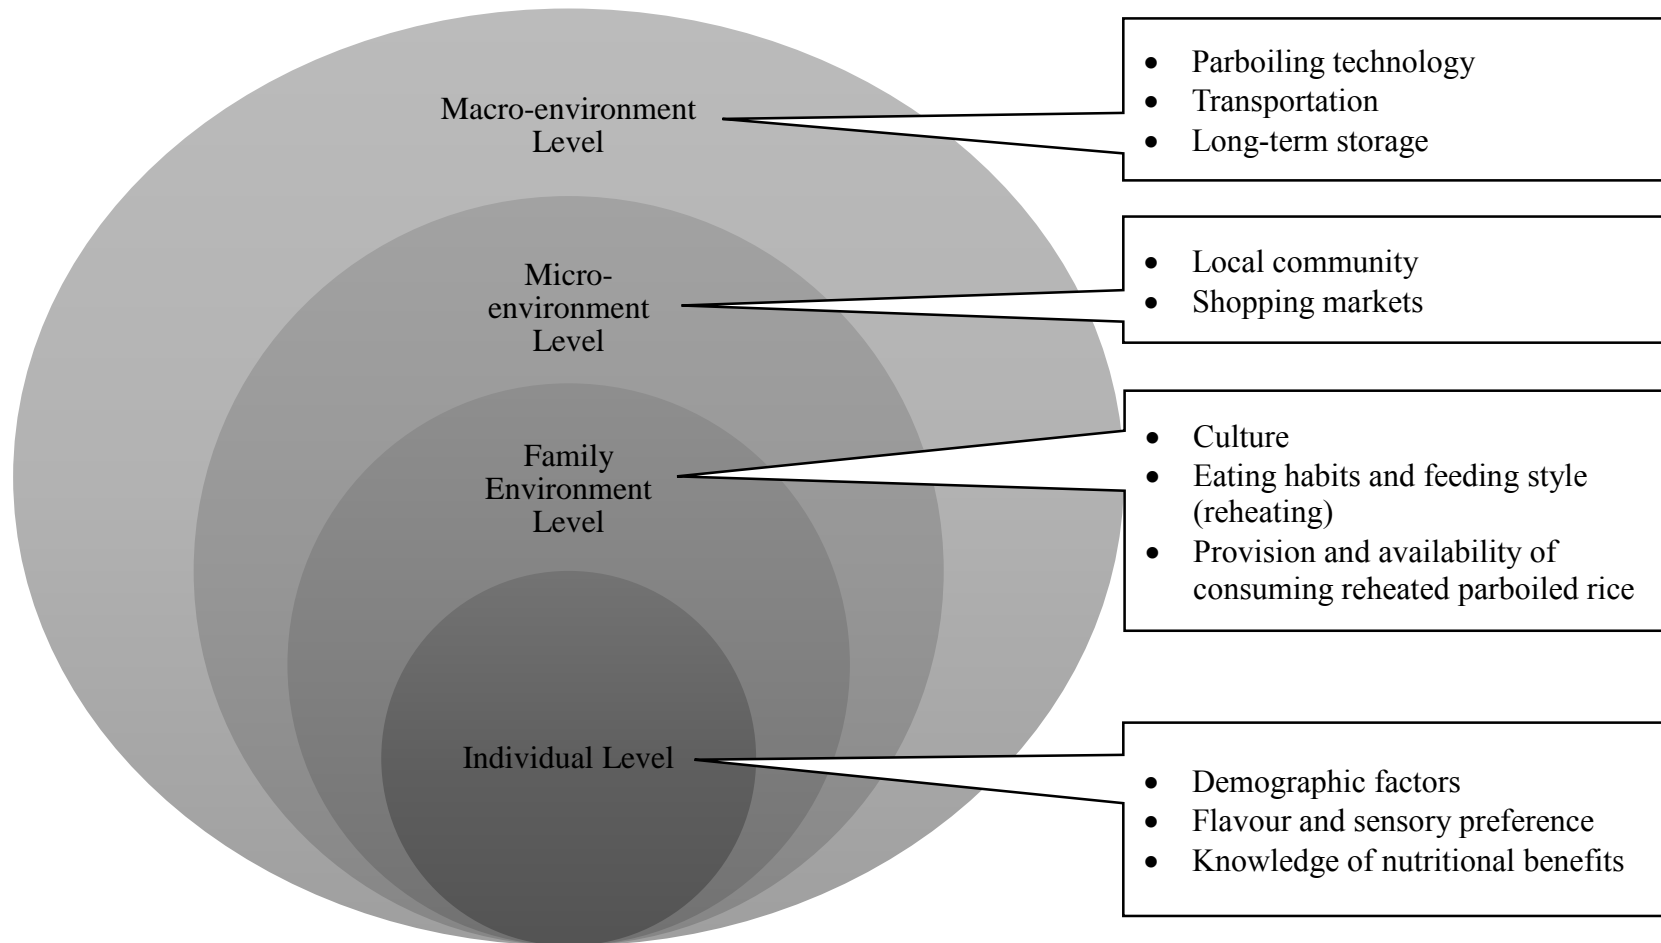 Macro-environment
Level
• Parboiling technology
• Transportation
• Long-term storage
Micro-
environment
Level
• Local community
• Shopping markets
Family
Environment
Level
• Culture
• Eating habits and feeding style
(reheating)
• Provision and availability of
consuming reheated parboiled rice
Individual Level
• Demographic factors
• Flavour and sensory preference
• Knowledge of nutritional benefits